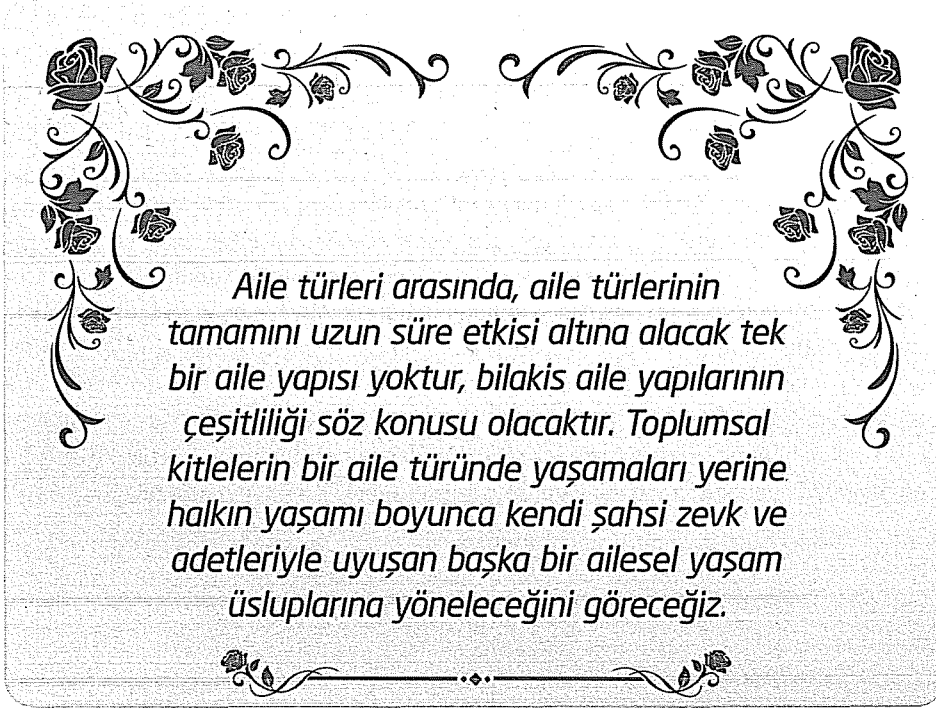 Aile türleri arasında, aile türlerinin
tamamını uzun süre etkisi altına alacak tek
bir aile yapısı yoktur, bilakis aile yapılarının
çeşitliliği söz konusu olacaktır. Toplumsal
kitlelerin bir aile türünde yaşamaları yerine
halkın yaşamı boyunca kendi şahsi zevk ve
adetleriyle uyuşan başka bir ailesel yaşam
üsluplarına yöneleceğini göreceğiz.